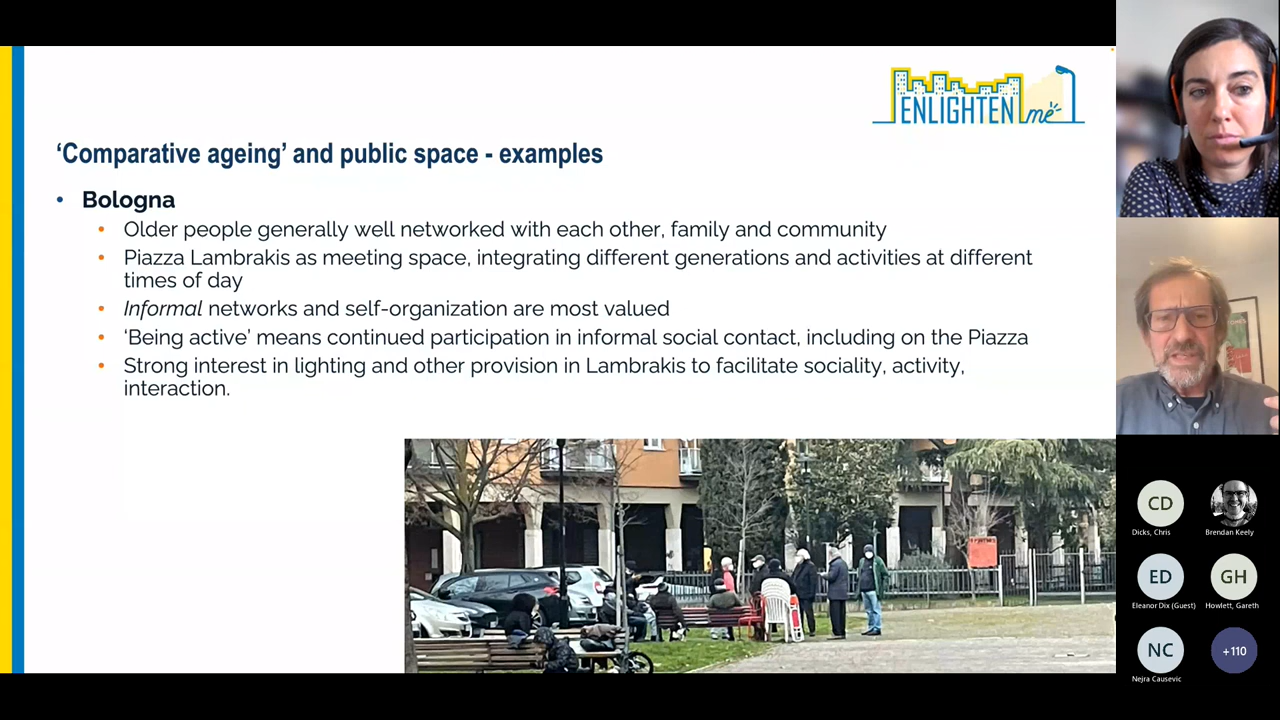 ENLIGHTENme
‘Comparative ageing’ and public space - examples
• Bologna
• Older people generally well networked with each other, family and community
• Piazza Lambrakis as meeting space, integrating different generations and activities at different
times of day
• Informal networks and self-organization are most valued
• ‘Being active’ means continued participation in informal social contact, including on the Piazza
• Strong interest in lighting and other provision in Lambrakis to facilitate sociality, activity,
interaction.
CD
Dicks, Chris
Brendan Keely
ED
GH
Eleanor Dix (Guest)
Howlett, Gareth
NC
+110
Nejra Causevic